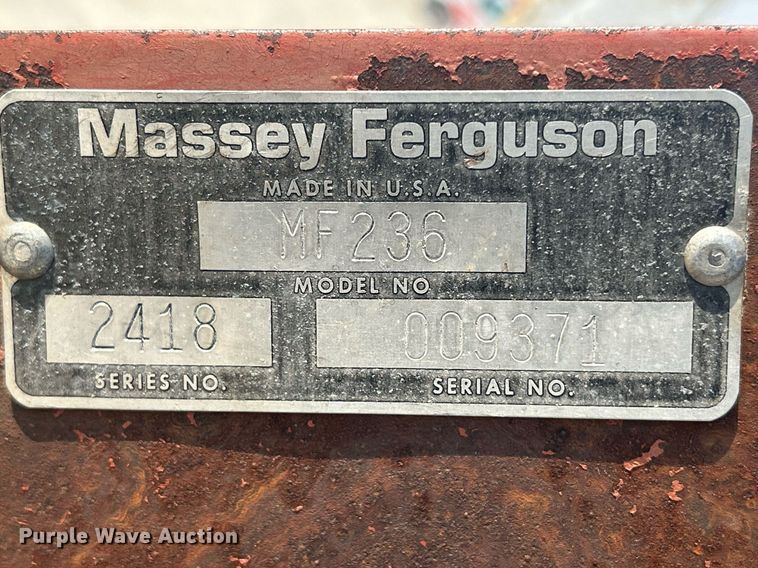 Massey Ferguson
MADE IN U.S.A.
MF236
MODEL NO
2418 009371
SERIES NO. SERIAL NO.
Purple Wave Auction